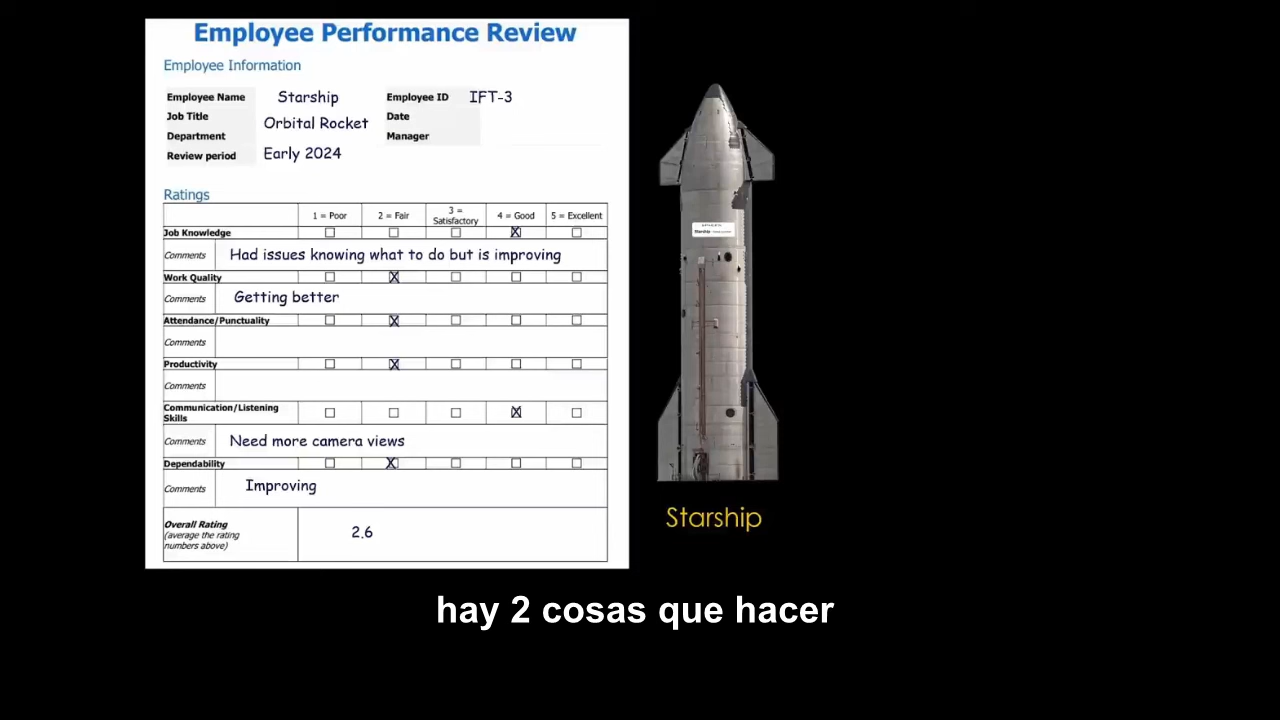 Employee Performance Review
Employee Information
Employee Name Starship Employee ID IFT-3
Job Title Orbital Rocket Date
Department Manager
Review period Early 2024
Ratings
1 = Poor 2 = Fair 3 = Satisfactory 4 = Good 5 = Excellent
Job Knowledge X
Comments Had issues knowing what to do but is improving
Work Quality X
Comments Getting better
Attendance/Punctuality X
Comments
Productivity X
Comments
Communication/Listening Skills X
Comments Need more camera views
Dependability X
Comments Improving
Overall Rating 2.6
(average the rating
numbers above)
Starship
Starship
hay 2 cosas que hacer